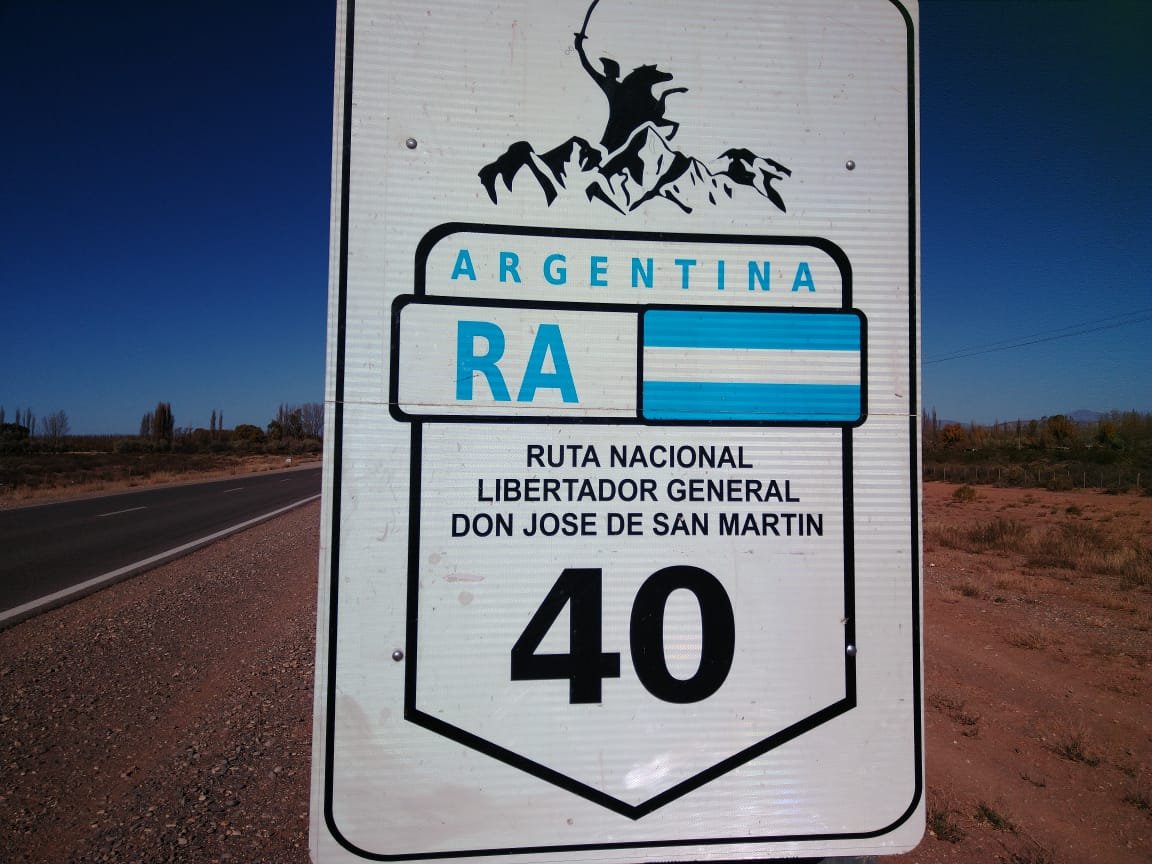 ARGENTINA
RA
RUTA NACIONAL
LIBERTADOR GENERAL
DON JOSE DE SAN MARTIN
40